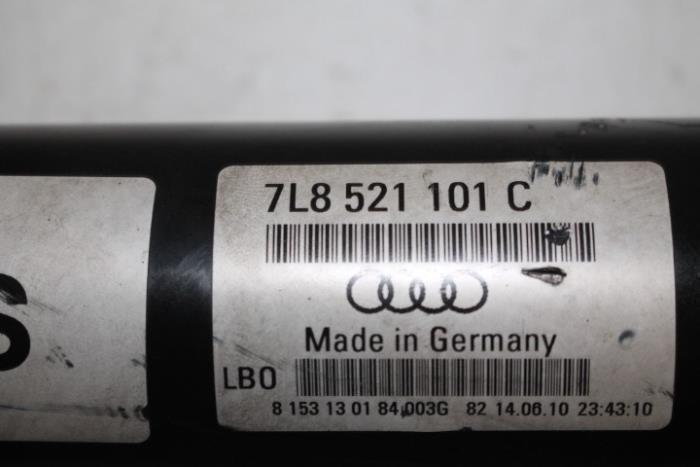 7L8 521 101 C
Made in Germany
LBO
8 153 13 01 84 003G 82 14.06.10 23:43:10
S